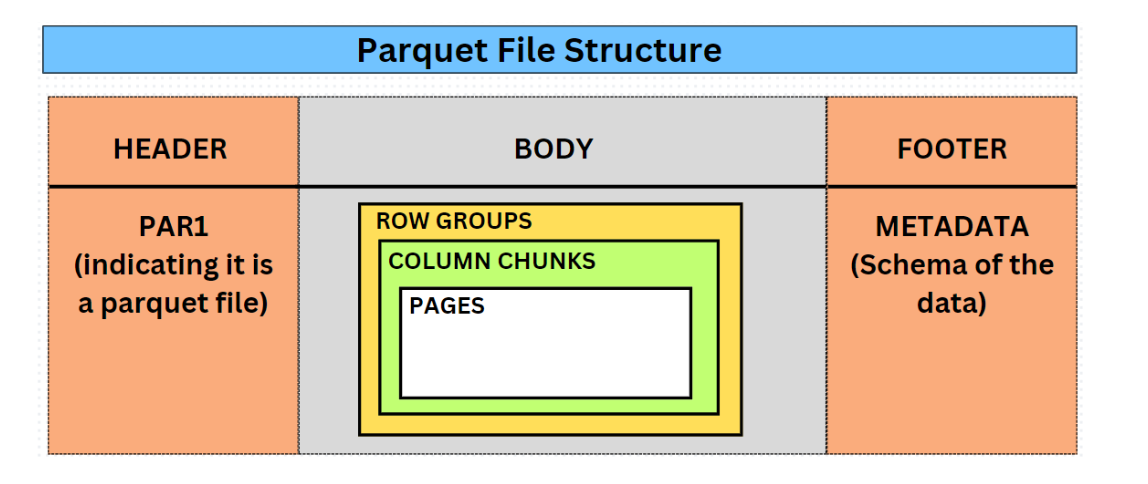 Parquet File Structure
HEADER
BODY
FOOTER
PAR1
(indicating it is
a parquet file)
ROW GROUPS
COLUMN CHUNKS
PAGES
METADATA
(Schema of the
data)